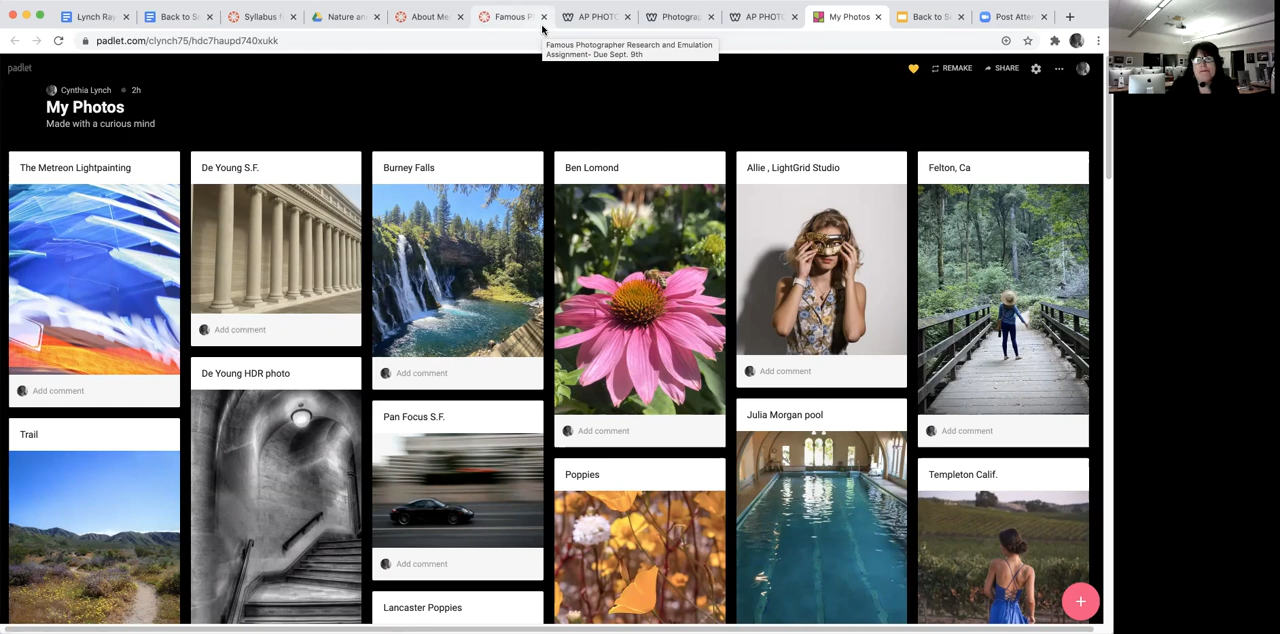 Lynch Ray
Back to S
Syllabus
Nature an
About Me
Famous P
AP PHOTO
Photograp
AP PHOTO
My Photos
Back to S
Post Atte
padlet.com/clynch75/hdc7haupd740xukk
Famous Photographer Research and Emulation
Assignment- Due Sept. 9th
padlet
REMAKE
SHARE
Cynthia Lynch
2h
My Photos
Made with a curious mind
The Metreon Lightpainting
Add comment
Trail
De Young S.F.
Add comment
De Young HDR photo
Burney Falls
Add comment
Pan Focus S.F.
Add comment
Lancaster Poppies
Ben Lomond
Add comment
Poppies
Allie , LightGrid Studio
Add comment
Julia Morgan pool
Felton, Ca
Add comment
Templeton Calif.